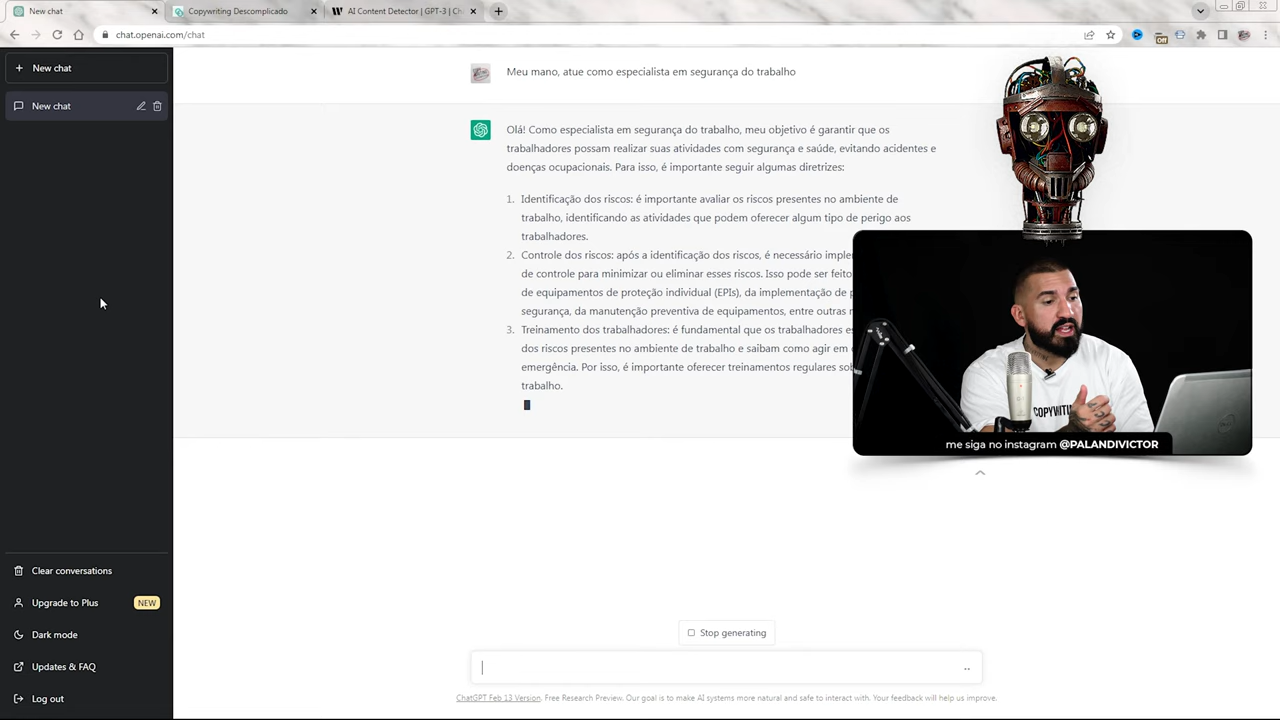 New chat
Copywriting Descomplicado
AI Content Detector | GPT-3 | Ch
chat.openai.com/chat
Off
New chat
New chat
Meu mano, atue como especialista em segurança do trabalho
Olá! Como especialista em segurança do trabalho, meu objetivo é garantir que os
trabalhadores possam realizar suas atividades com segurança e saúde, evitando acidentes e
doenças ocupacionais. Para isso, é importante seguir algumas diretrizes:
1. Identificação dos riscos: é importante avaliar os riscos presentes no ambiente de
trabalho, identificando as atividades que podem oferecer algum tipo de perigo aos
trabalhadores.
2. Controle dos riscos: após a identificação dos riscos, é necessário imple
de controle para minimizar ou eliminar esses riscos. Isso pode ser feito
de equipamentos de proteção individual (EPIs), da implementação de
segurança, da manutenção preventiva de equipamentos, entre outras
3. Treinamento dos trabalhadores: é fundamental que os trabalhadores es
dos riscos presentes no ambiente de trabalho e saibam como agir em
emergência. Por isso, é importante oferecer treinamentos regulares sob
trabalho.
COPYWRITI
me siga no instagram @PALANDIVICTOR
Clear conversations
Upgrade to Plus NEW
Dark mode
Updates & FAQ
Log out
Stop generating
ChatGPT Feb 13 Version. Free Research Preview. Our goal is to make AI systems more natural and safe to interact with. Your feedback will help us improve.